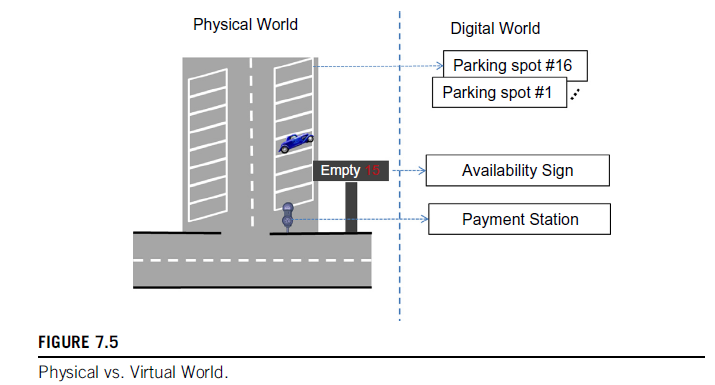 Physical World
Digital World
Parking spot #16
Parking spot #1
Empty 15
Availability Sign
Payment Station
FIGURE 7.5
Physical vs. Virtual World.